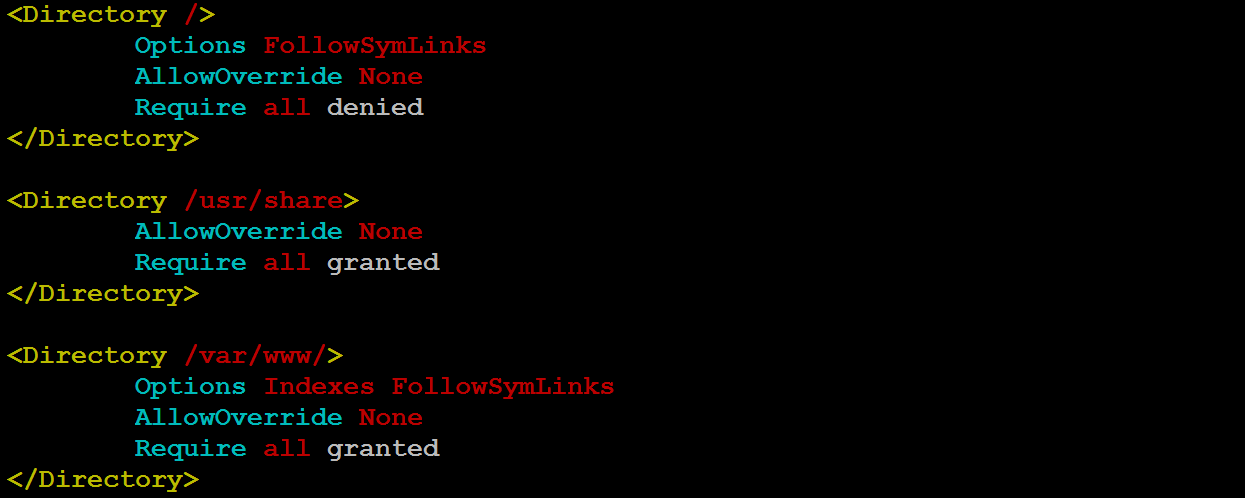 <Directory />
        Options FollowSymLinks
        AllowOverride None
        Require all denied
</Directory>

<Directory /usr/share>
        AllowOverride None
        Require all granted
</Directory>

<Directory /var/www/>
        Options Indexes FollowSymLinks
        AllowOverride None
        Require all granted
</Directory>